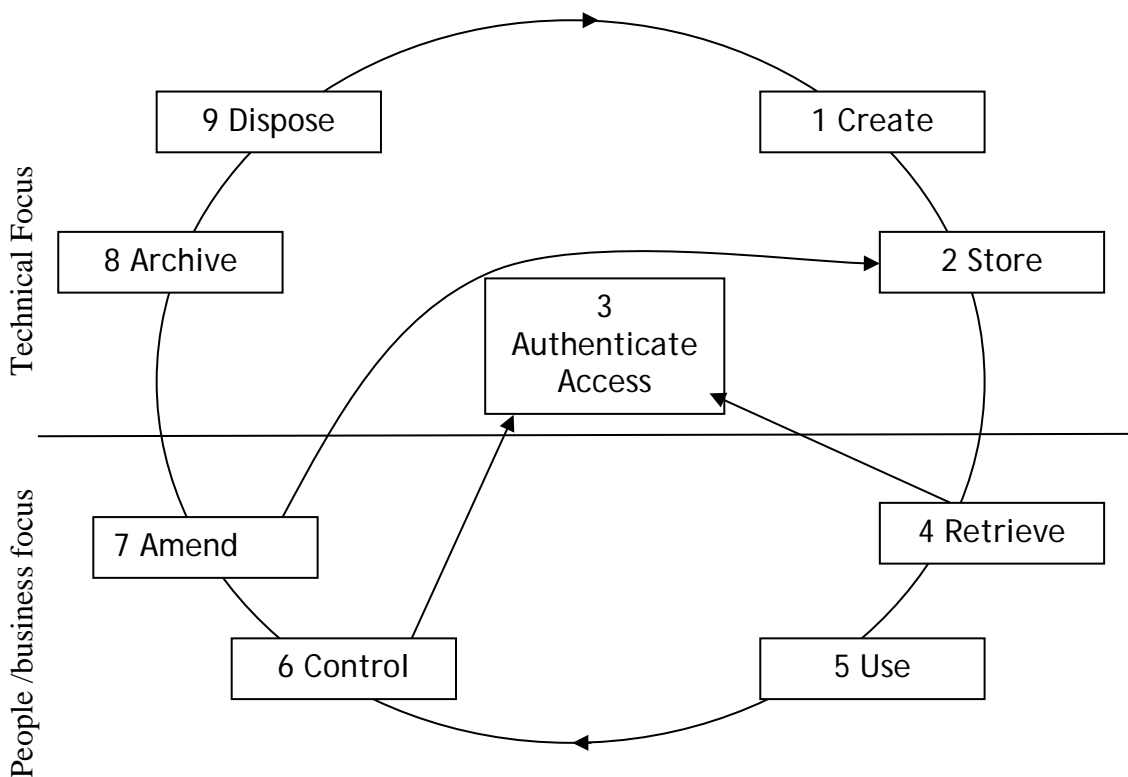 9 Dispose
1 Create
Technical Focus
8 Archive
2 Store
3
Authenticate
Access
People /business focus
7 Amend
4 Retrieve
6 Control
5 Use